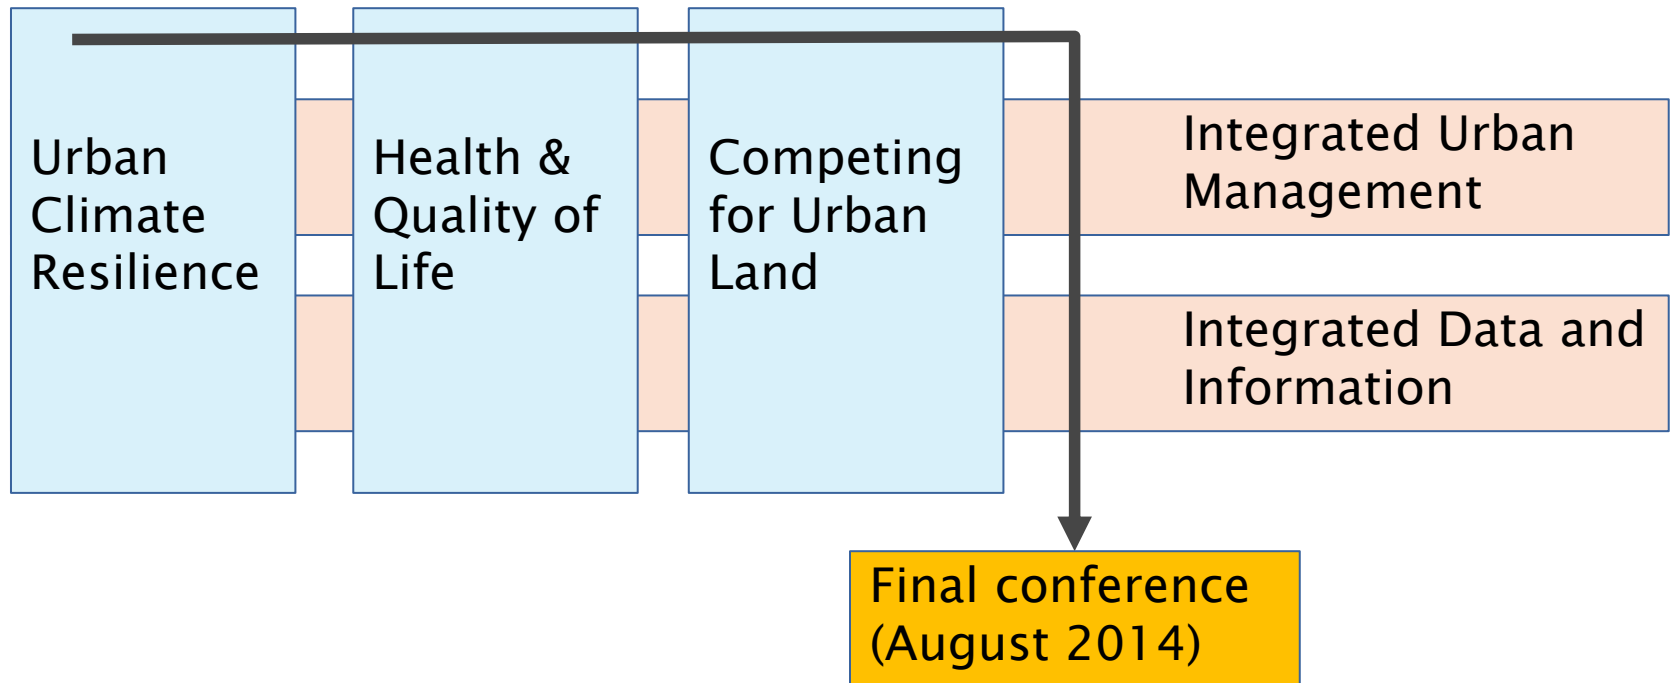 Urban
Climate
Resilience
Health &
Quality of
Life
Competing
for Urban
Land
Integrated Urban
Management
Integrated Data and
Information
Final conference
(August 2014)